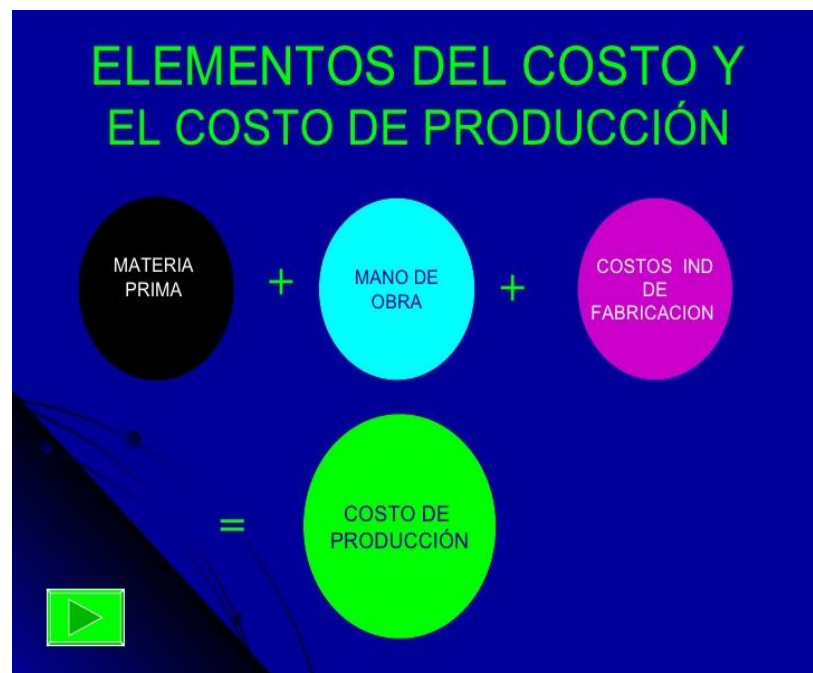 ELEMENTOS DEL COSTO Y
EL COSTO DE PRODUCCIÓN
MATERIA
PRIMA
+
MANO DE
OBRA
+
COSTOS IND
DE
FABRICACION
=
COSTO DE
PRODUCCIÓN